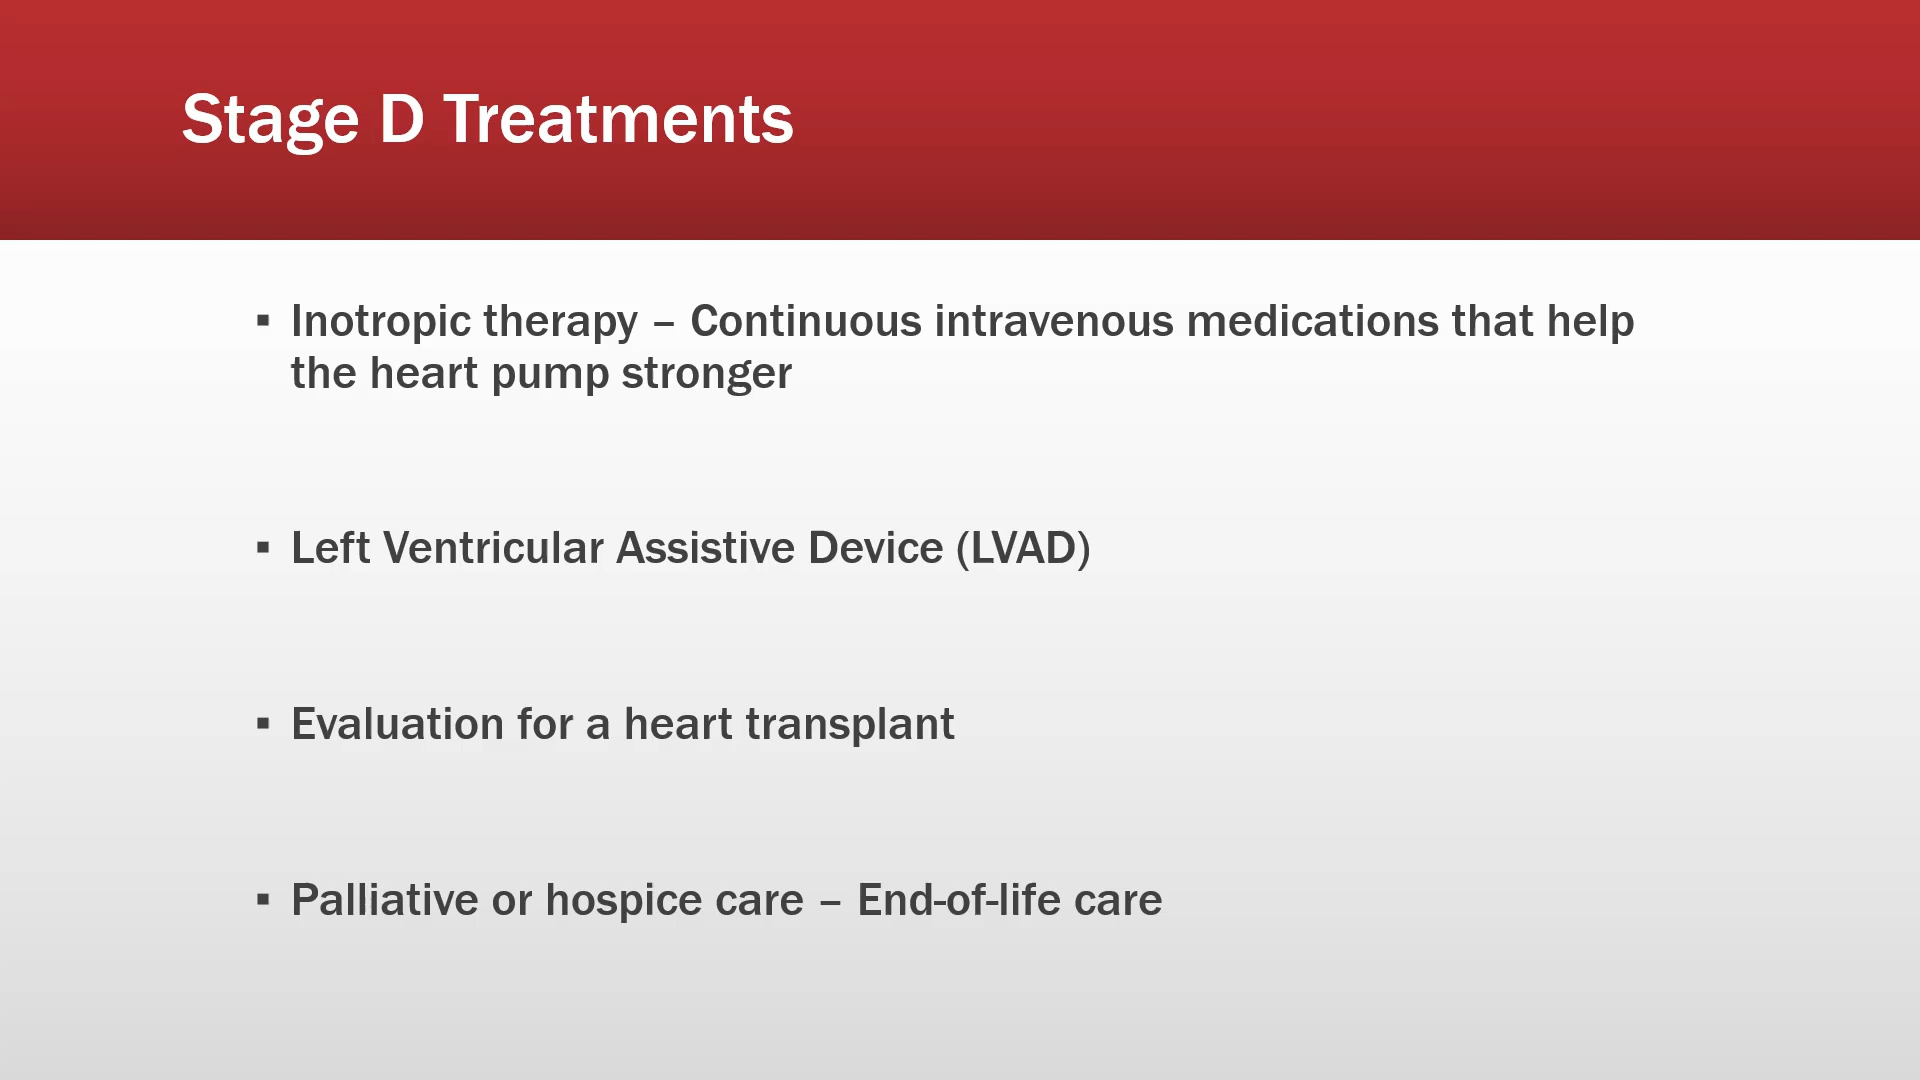 Stage D Treatments
▪ Inotropic therapy – Continuous intravenous medications that help
the heart pump stronger
▪ Left Ventricular Assistive Device (LVAD)
▪ Evaluation for a heart transplant
▪ Palliative or hospice care – End-of-life care